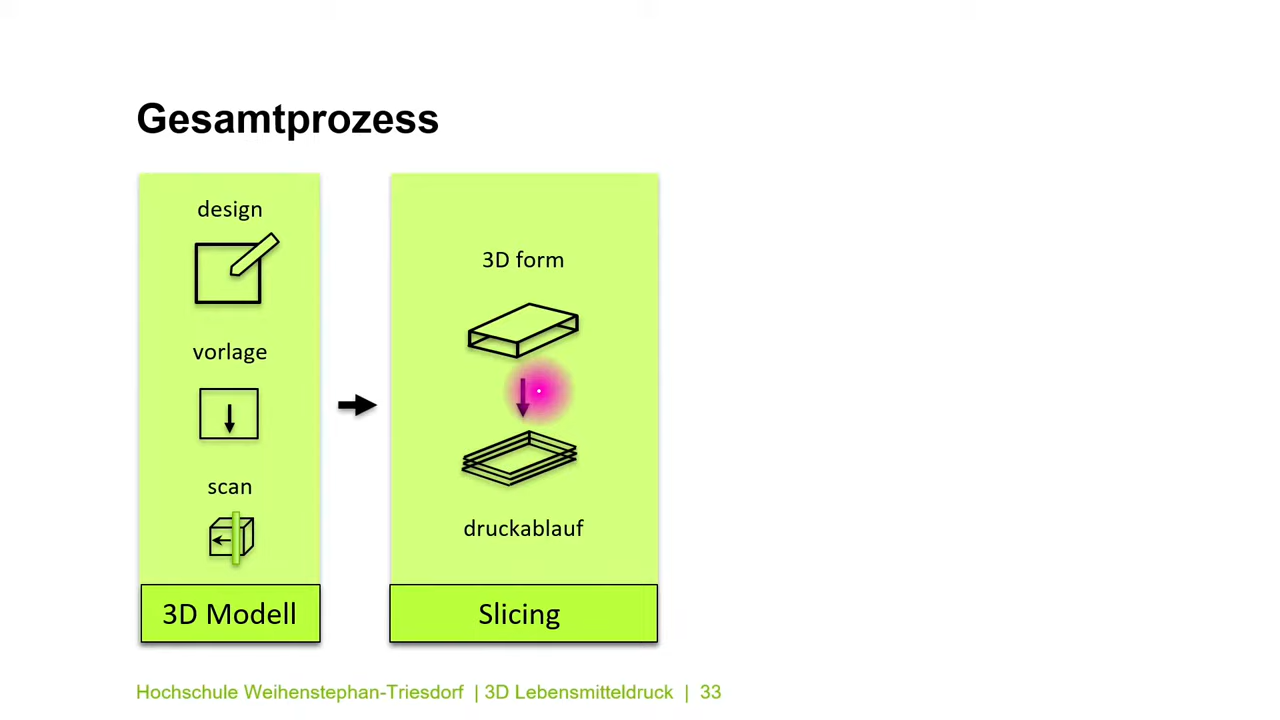 Gesamtprozess
design
vorlage
scan
3D Modell
3D form
druckablauf
Slicing
Hochschule Weihenstephan-Triesdorf | 3D Lebensmitteldruck | 33